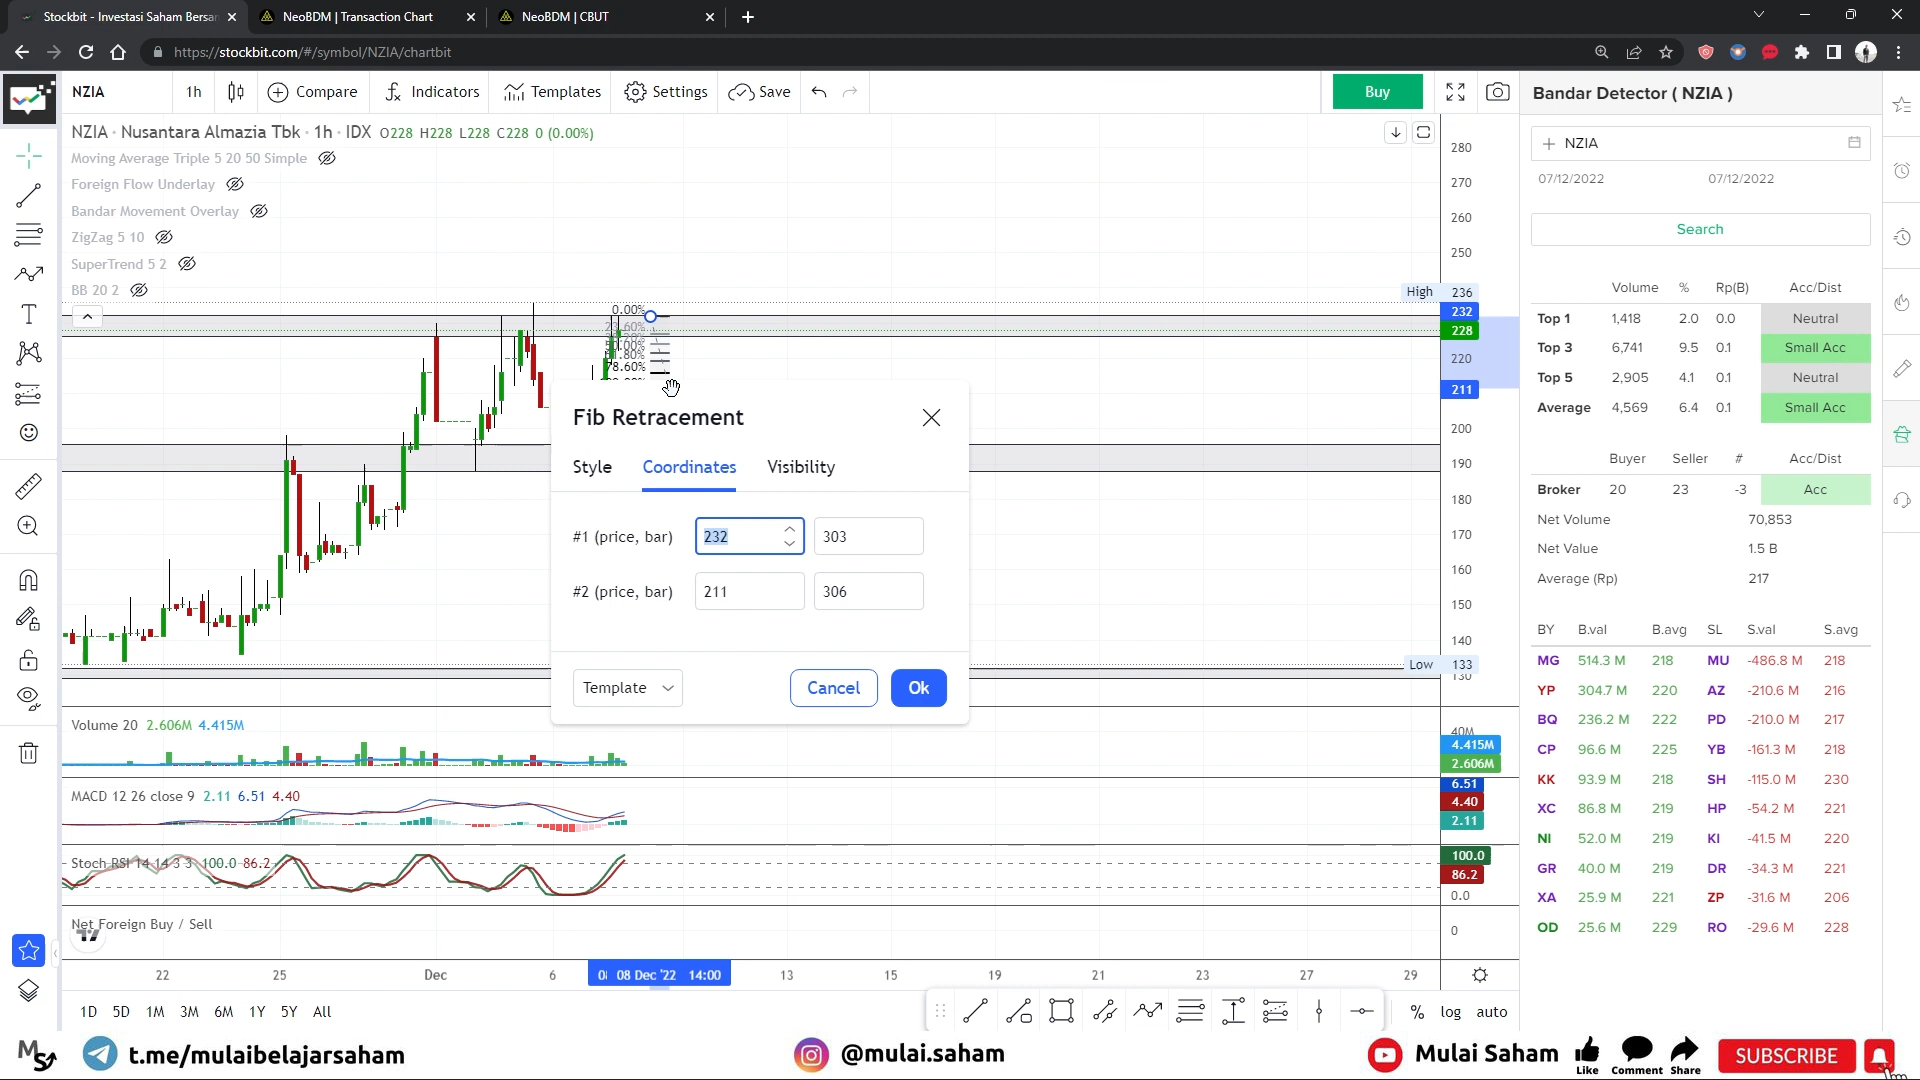 Stockbit - Investasi Saham Bersar
NeoBDM | Transaction Chart
NeoBDM | CBUT
https://stockbit.com/#/symbol/NZIA/chartbit
NZIA
1h
Compare
Indicators
Templates
Settings
Save
Buy
Bandar Detector ( NZIA )
NZIA · Nusantara Almazia Tbk · 1h · IDX O228 H228 L228 C228 0 (0.00%)
Moving Average Triple 5 20 50 Simple
Foreign Flow Underlay
Bandar Movement Overlay
ZigZag 5 10
SuperTrend 5 2
BB 20 2
0.00%
23.60%
78.60%
280
270
260
250
High 236
232
228
220
211
200
190
180
170
160
150
140
Low 133
130
Fib Retracement
Style Coordinates Visibility
#1 (price, bar) 232 303
#2 (price, bar) 211 306
Template Cancel Ok
Volume 20 2.606M 4.415M
40M
4.415M
2.606M
MACD 12 26 close 9 2.11 6.51 4.40
6.51
4.40
2.11
Stoch RSI 14 14 3 3 100.0 86.2
100.0
86.2
0.0
Net Foreign Buy / Sell
0
22 25 Dec 6 08 Dec '22 14:00 13 15 19 21 23 27 29
1D 5D 1M 3M 6M 1Y 5Y All
% log auto
NZIA
07/12/2022 07/12/2022
Search
Volume % Rp(B) Acc/Dist
Top 1 1,418 2.0 0.0 Neutral
Top 3 6,741 9.5 0.1 Small Acc
Top 5 2,905 4.1 0.1 Neutral
Average 4,569 6.4 0.1 Small Acc
Buyer Seller # Acc/Dist
Broker 20 23 -3 Acc
Net Volume 70,853
Net Value 1.5 B
Average (Rp) 217
BY B.val B.avg SL S.val S.avg
MG 514.3 M 218 MU -486.8 M 218
YP 304.7 M 220 AZ -210.6 M 216
BQ 236.2 M 222 PD -210.0 M 217
CP 96.6 M 225 YB -161.3 M 218
KK 93.9 M 218 SH -115.0 M 230
XC 86.8 M 219 HP -54.2 M 221
NI 52.0 M 219 KI -41.5 M 220
GR 40.0 M 219 DR -34.3 M 221
XA 25.9 M 221 ZP -31.6 M 206
OD 25.6 M 229 RO -29.6 M 228
t.me/mulaibelajarsaham
@mulai.saham
Mulai Saham
Like Comment Share
SUBSCRIBE